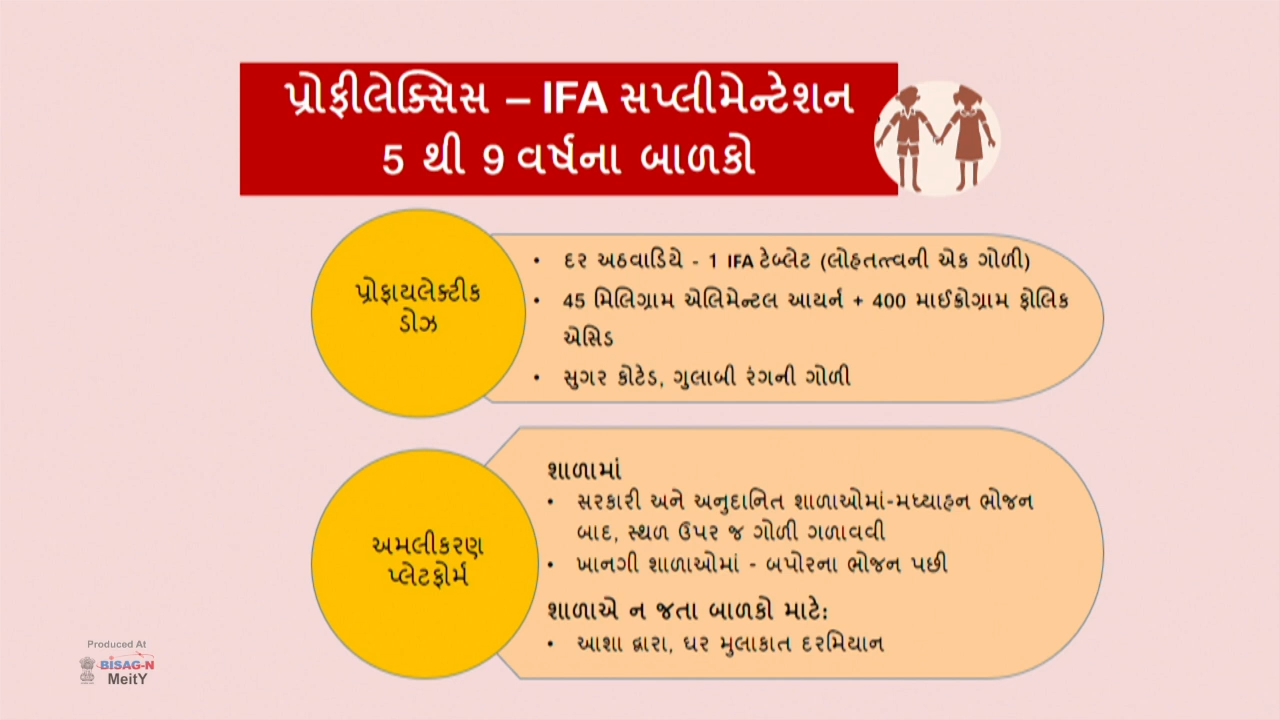 પ્રોફીલેક્સિસ – IFA સપ્લીમેન્ટેશન
5 થી 9 વર્ષના બાળકો
પ્રોફાયલેક્ટીક
ડોઝ
• દર અઠવાડિયે - 1 IFA ટેબ્લેટ (લોહતત્ત્વની એક ગોળી)
• 45 મિલિગ્રામ એલિમેન્ટલ આયર્ન + 400 માઈક્રોગ્રામ ફોલિક
એસિડ
• સુગર કોટેડ, ગુલાબી રંગની ગોળી
અમલીકરણ
પ્લેટફોર્મ
શાળામાં
• સરકારી અને અનુદાનિત શાળાઓમાં-મધ્યાહન ભોજન
બાદ, સ્થળ ઉપર જ ગોળી ગળાવવી
• ખાનગી શાળાઓમાં - બપોરના ભોજન પછી
શાળાએ ન જતા બાળકો માટે:
• આશા દ્વારા, ઘર મુલાકાત દરમિયાન
Produced At
BISAG-N
MeitY